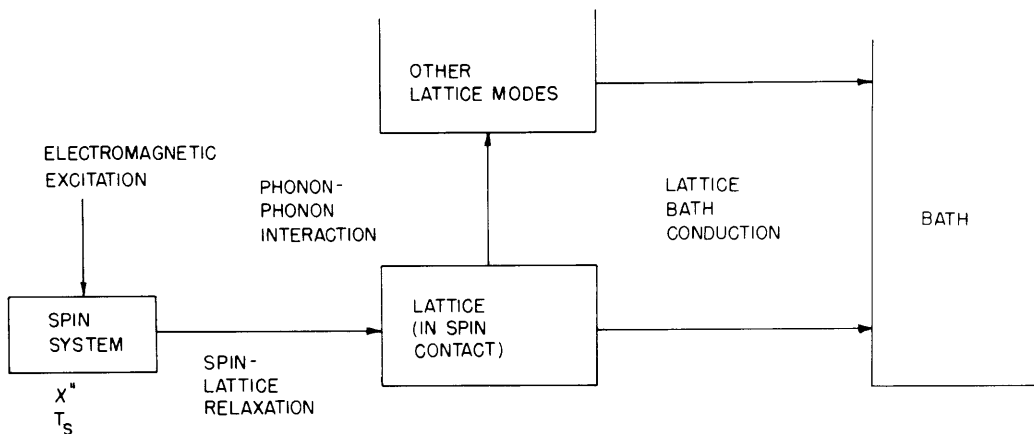 OTHER
LATTICE MODES
ELECTROMAGNETIC
EXCITATION
PHONON-
PHONON
INTERACTION
LATTICE
BATH
CONDUCTION
BATH
SPIN
SYSTEM
LATTICE
(IN SPIN
CONTACT)
SPIN-
LATTICE
RELAXATION
χ"
T_S